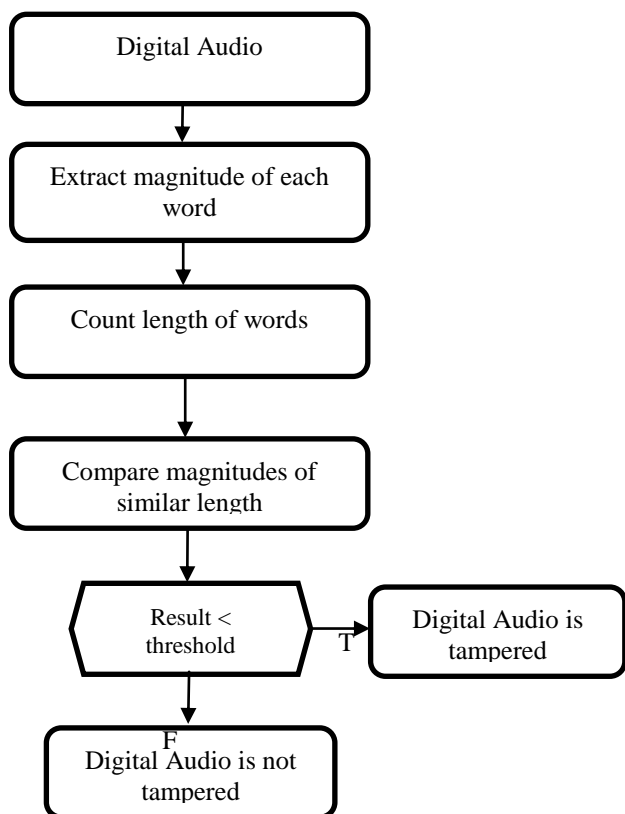 Digital Audio
Extract magnitude of each
word
Count length of words
Compare magnitudes of
similar length
Result <
threshold
T
Digital Audio is
tampered
F
Digital Audio is not
tampered